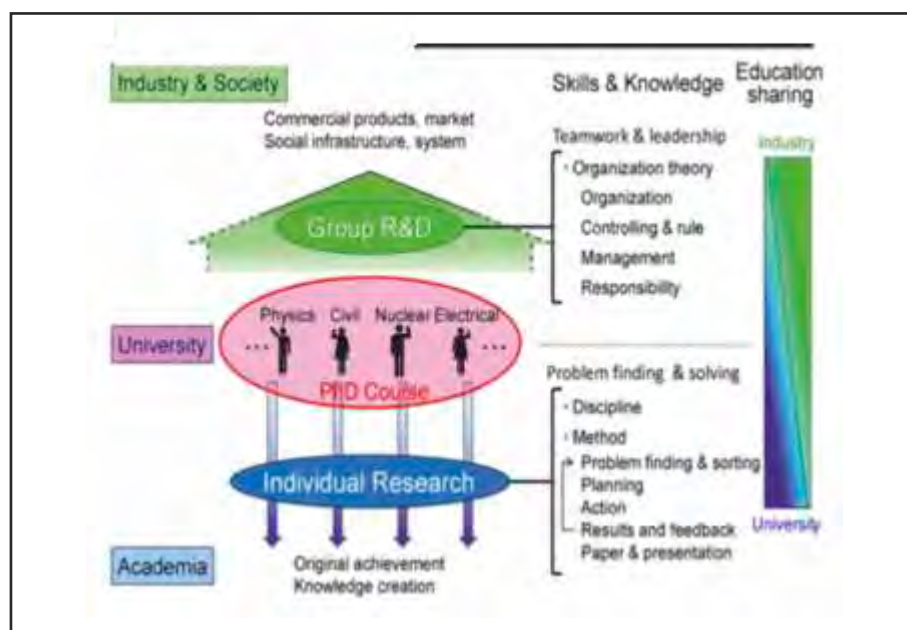 Industry & Society
Skills & Knowledge
Education
sharing
Commercial products, market
Social infrastructure, system
Teamwork & leadership
· Organization theory
Organization
Controlling & rule
Management
Responsibility
Industry
Group R&D
Physics Civil Nuclear Electrical
University
... ...
PHD Course
Problem finding & solving
· Discipline
· Method
Problem finding & sorting
Planning
Action
Results and feedback
Paper & presentation
University
Individual Research
Academia
Original achievement
Knowledge creation